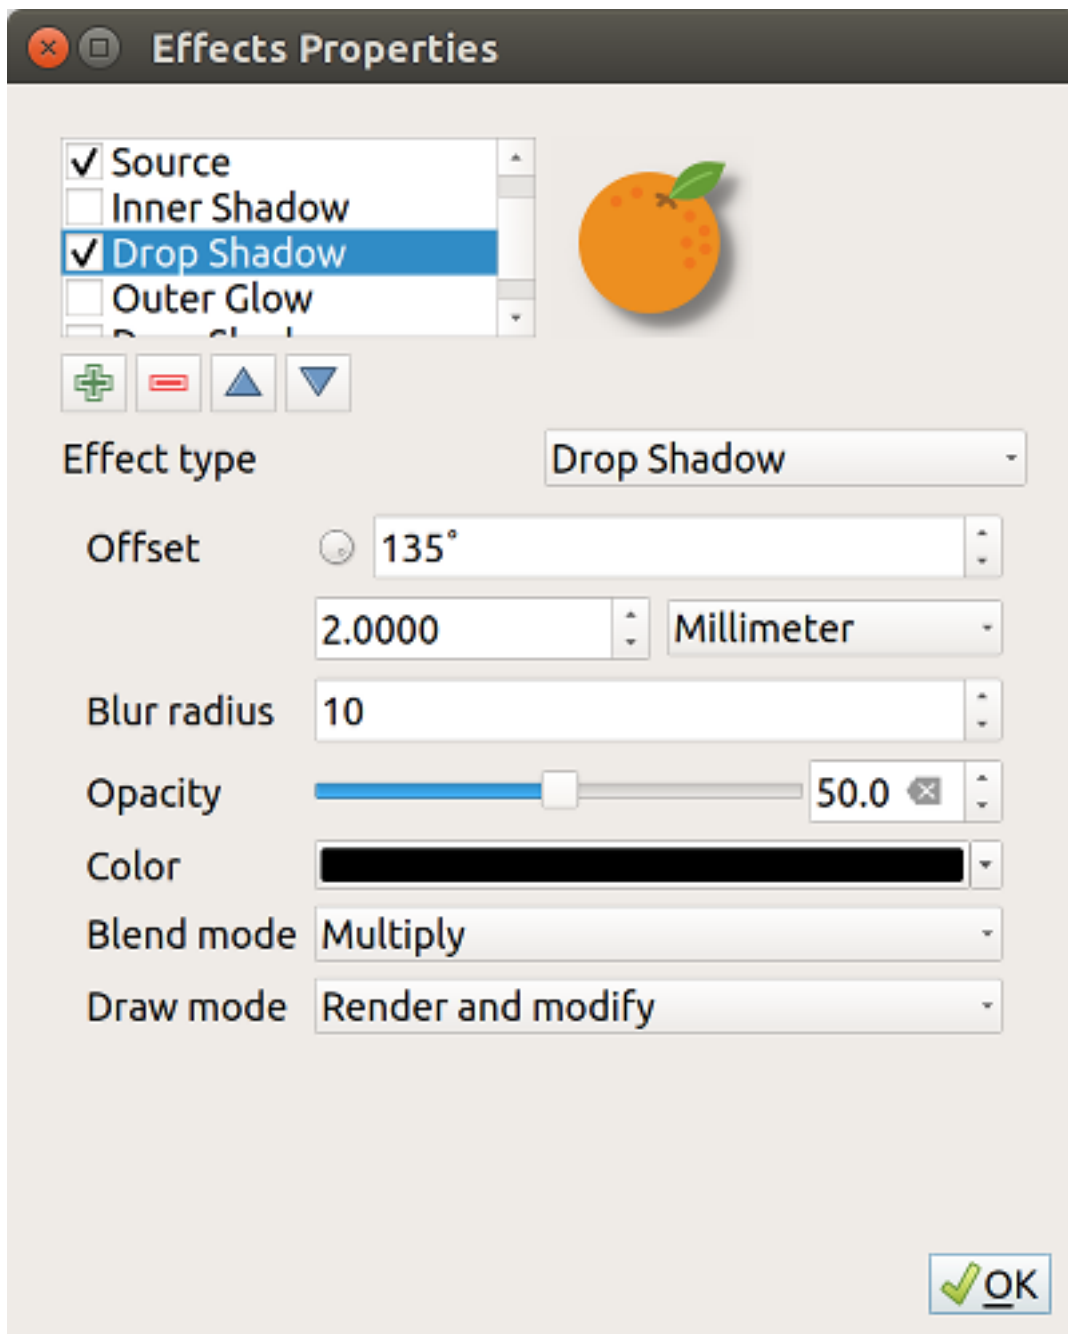 Effects Properties
Source
Inner Shadow
Drop Shadow
Outer Glow
Effect type
Drop Shadow
Offset
135˚
2.0000
Millimeter
Blur radius
10
Opacity
50.0
Color
Blend mode
Multiply
Draw mode
Render and modify
OK